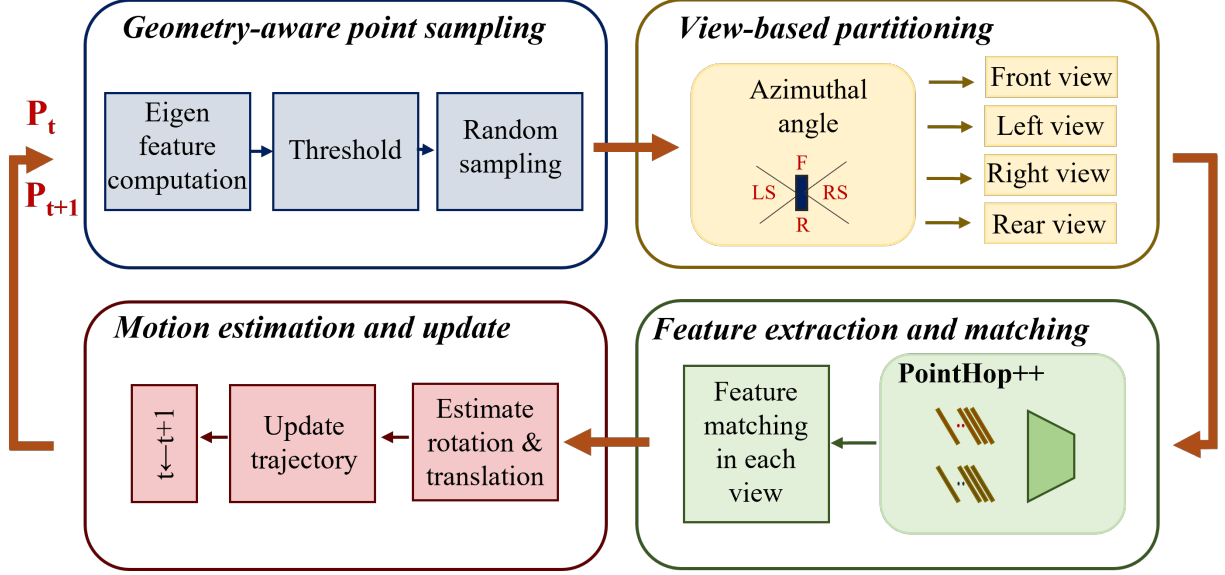 Geometry-aware point sampling
P_t
P_{t+1}
Eigen
feature
computation
Threshold
Random
sampling
View-based partitioning
Azimuthal
angle
F
LS
RS
R
Front view
Left view
Right view
Rear view
Feature extraction and matching
PointHop++
Feature
matching
in each
view
Motion estimation and update
Estimate
rotation &
translation
Update
trajectory
t←t+1